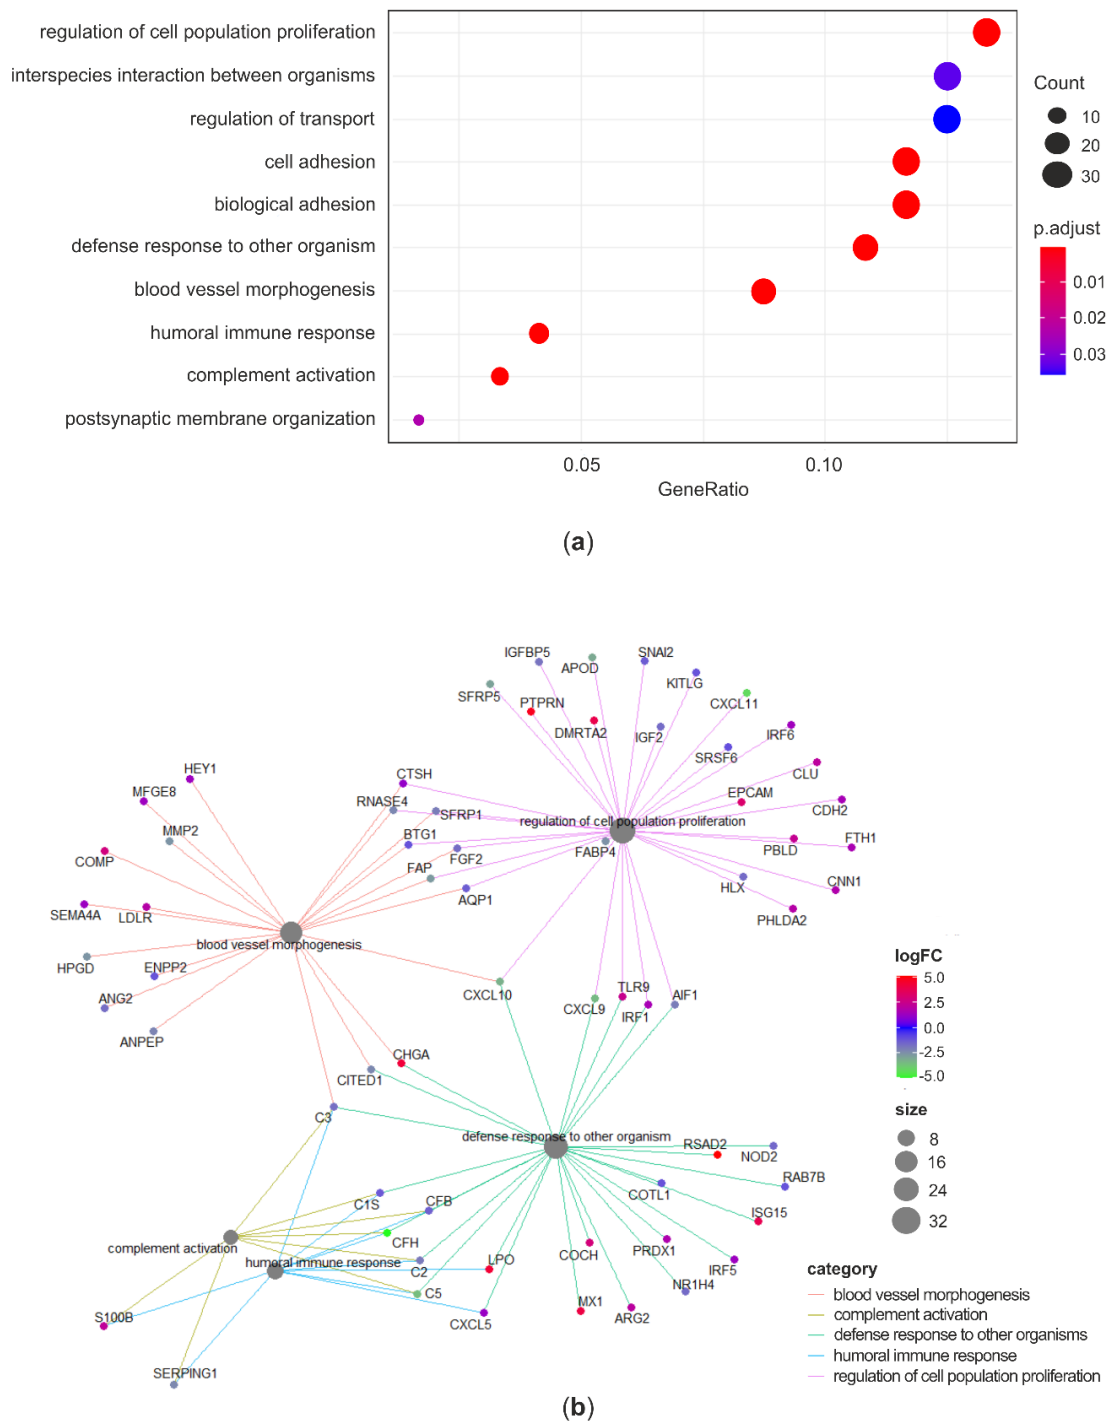 regulation of cell population proliferation
interspecies interaction between organisms
regulation of transport
cell adhesion
biological adhesion
defense response to other organism
blood vessel morphogenesis
humoral immune response
complement activation
postsynaptic membrane organization
0.05
0.10
GeneRatio
Count
10
20
30
p.adjust
0.01
0.02
0.03
(a)
IGFBP5
SNAI2
APOD
KITLG
SFRP5
PTPRN
CXCL11
DMRTA2
IGF2
IRF6
SRSF6
HEY1
CTSH
CLU
MFGE8
RNASE4
EPCAM
CDH2
SFRP1
regulation of cell population proliferation
MMP2
BTG1
FTH1
COMP
FGF2
FABP4
PBLD
FAP
CNN1
AQP1
HLX
SEMA4A
LDLR
PHLDA2
blood vessel morphogenesis
HPGD
ENPP2
ANG2
CXCL10
TLR9
AIF1
CXCL9
IRF1
ANPEP
CHGA
CITED1
C3
defense response to other organism
RSAD2
NOD2
RAB7B
C1S
CFB
COTL1
ISG15
CFH
complement activation
PRDX1
COCH
humoral immune response
LPO
C2
IRF5
NR1H4
C5
S100B
CXCL5
MX1
ARG2
SERPING1
logFC
5.0
2.5
0.0
-2.5
-5.0
size
8
16
24
32
category
blood vessel morphogenesis
complement activation
defense response to other organisms
humoral immune response
regulation of cell population proliferation
(b)